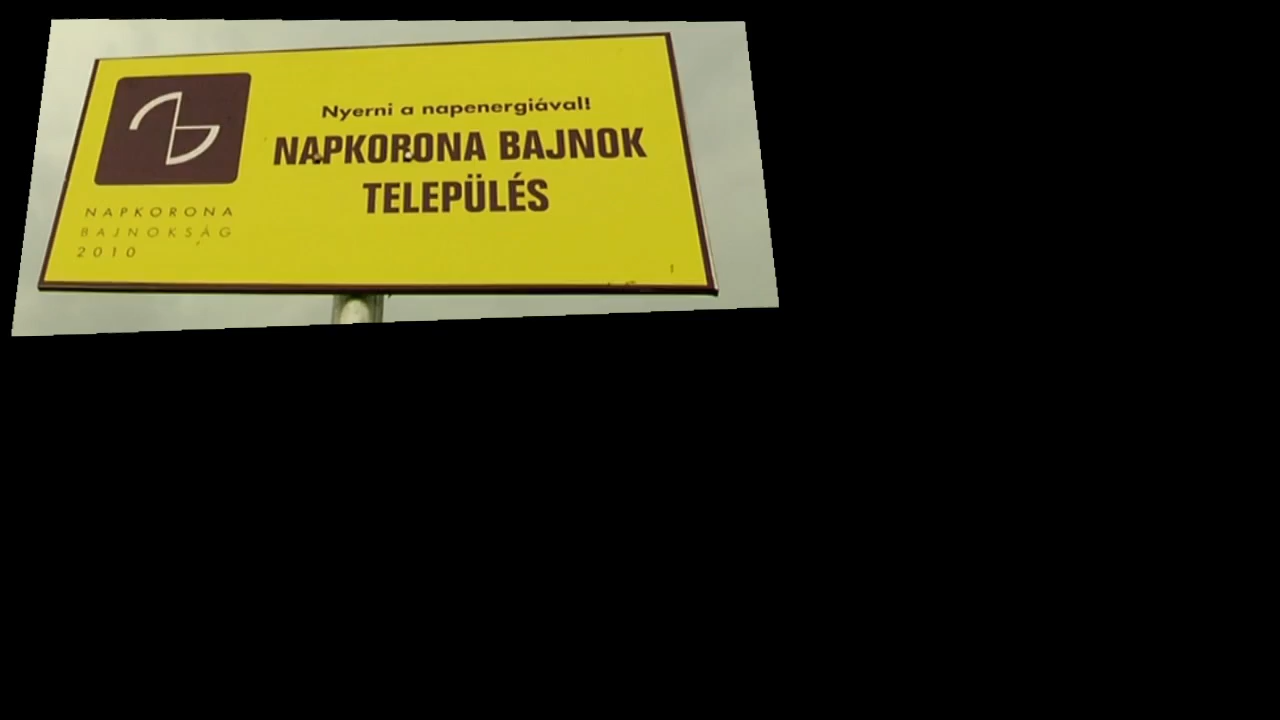 Nyerni a napenergiával!
NAPKORONA BAJNOK
TELEPÜLÉS
NAPKORONA
BAJNOKSÁG
2010